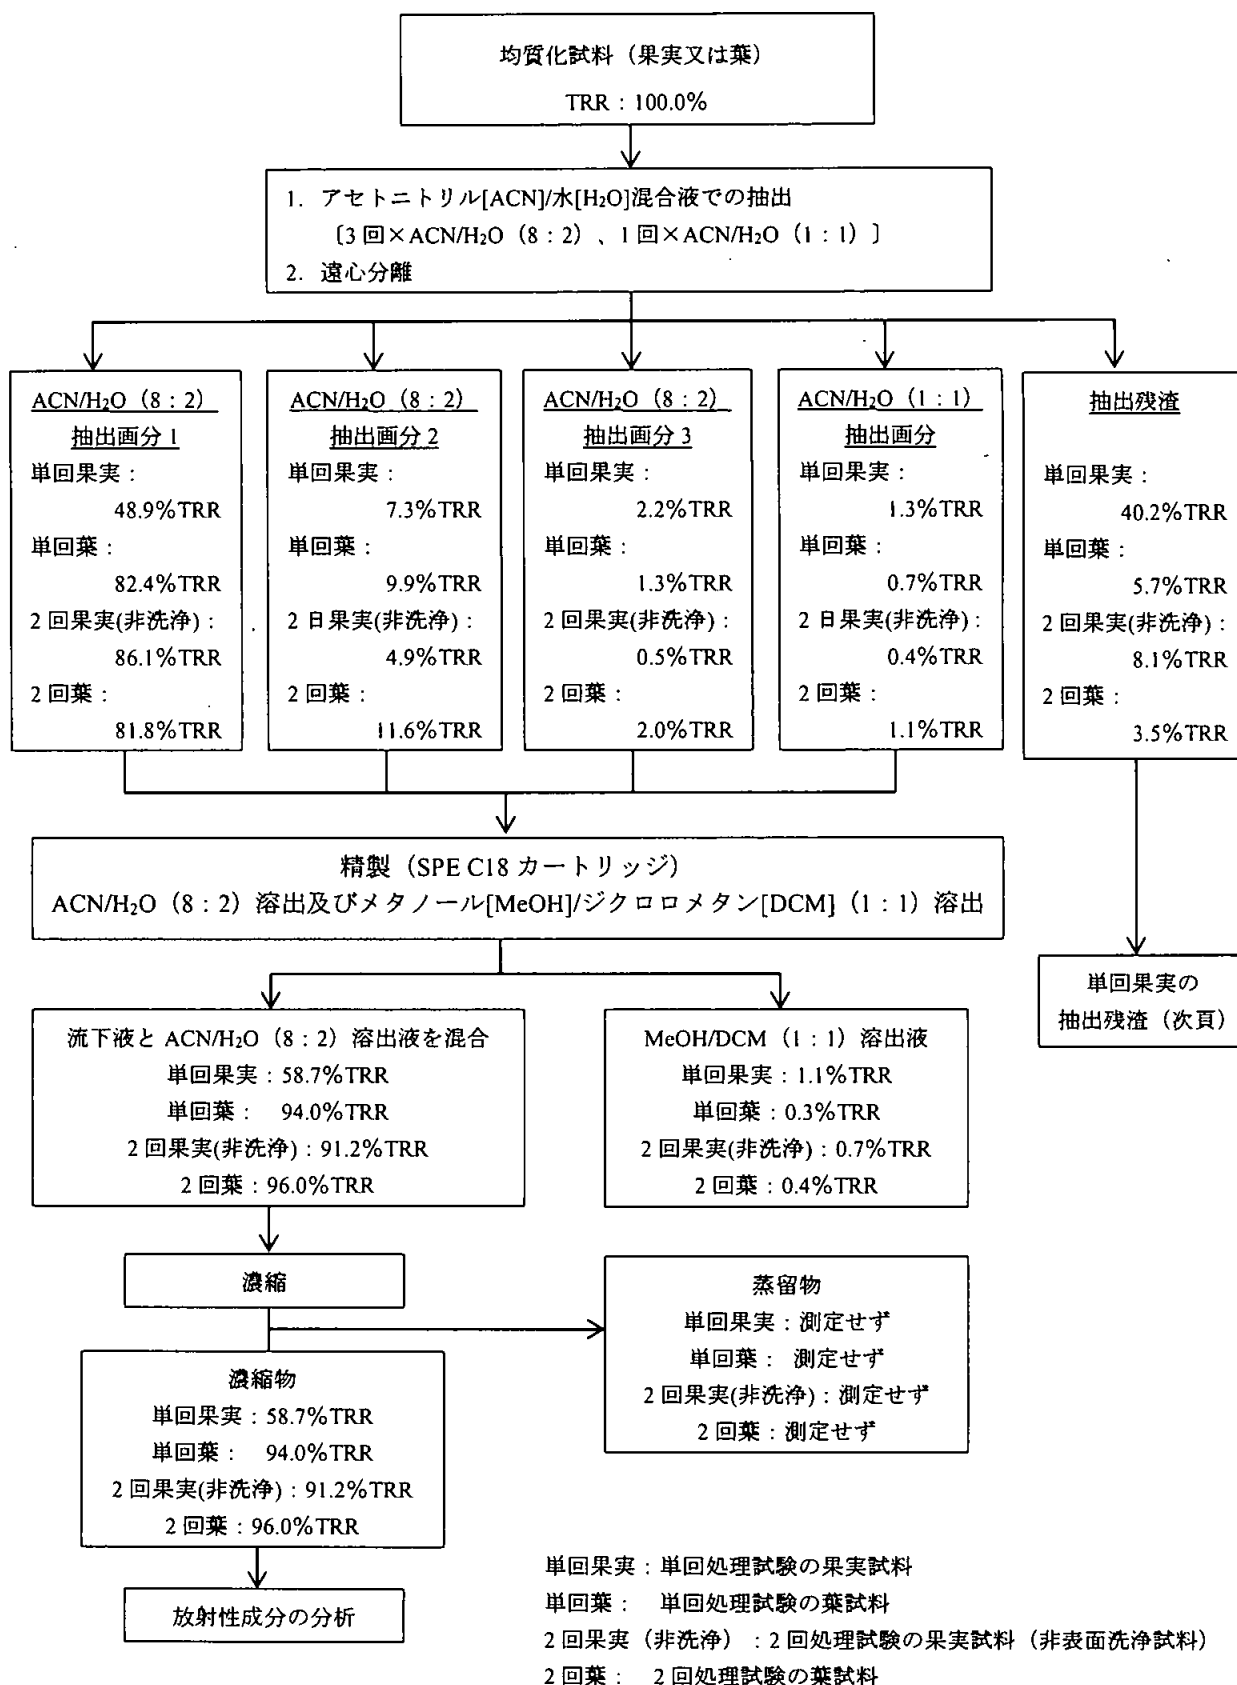 均質化試料（果実又は葉）
TRR：100.0%
1. アセトニトリル[ACN]/水[H₂O]混合液での抽出
〔3回×ACN/H₂O（8：2）、1回×ACN/H₂O（1：1）〕
2. 遠心分離
ACN/H₂O（8：2）
抽出画分1
単回果実：
48.9%TRR
単回葉：
82.4%TRR
2回果実(非洗浄)：
86.1%TRR
2回葉：
81.8%TRR
ACN/H₂O（8：2）
抽出画分2
単回果実：
7.3%TRR
単回葉：
9.9%TRR
2日果実(非洗浄)：
4.9%TRR
2回葉：
11.6%TRR
ACN/H₂O（8：2）
抽出画分3
単回果実：
2.2%TRR
単回葉：
1.3%TRR
2回果実(非洗浄)：
0.5%TRR
2回葉：
2.0%TRR
ACN/H₂O（1：1）
抽出画分
単回果実：
1.3%TRR
単回葉：
0.7%TRR
2日果実(非洗浄)：
0.4%TRR
2回葉：
1.1%TRR
抽出残渣
単回果実：
40.2%TRR
単回葉：
5.7%TRR
2回果実(非洗浄)：
8.1%TRR
2回葉：
3.5%TRR
精製（SPE C18カートリッジ）
ACN/H₂O（8：2）溶出及びメタノール[MeOH]/ジクロロメタン[DCM]（1：1）溶出
流下液とACN/H₂O（8：2）溶出液を混合
単回果実：58.7%TRR
単回葉：　94.0%TRR
2回果実(非洗浄)：91.2%TRR
2回葉：96.0%TRR
MeOH/DCM（1：1）溶出液
単回果実：1.1%TRR
単回葉：0.3%TRR
2回果実(非洗浄)：0.7%TRR
2回葉：0.4%TRR
単回果実の
抽出残渣（次頁）
濃縮
蒸留物
単回果実：測定せず
単回葉：　測定せず
2回果実(非洗浄)：測定せず
2回葉：測定せず
濃縮物
単回果実：58.7%TRR
単回葉：　94.0%TRR
2回果実(非洗浄)：91.2%TRR
2回葉：96.0%TRR
放射性成分の分析
単回果実：単回処理試験の果実試料
単回葉：　単回処理試験の葉試料
2回果実（非洗浄）：2回処理試験の果実試料（非表面洗浄試料）
2回葉：　2回処理試験の葉試料